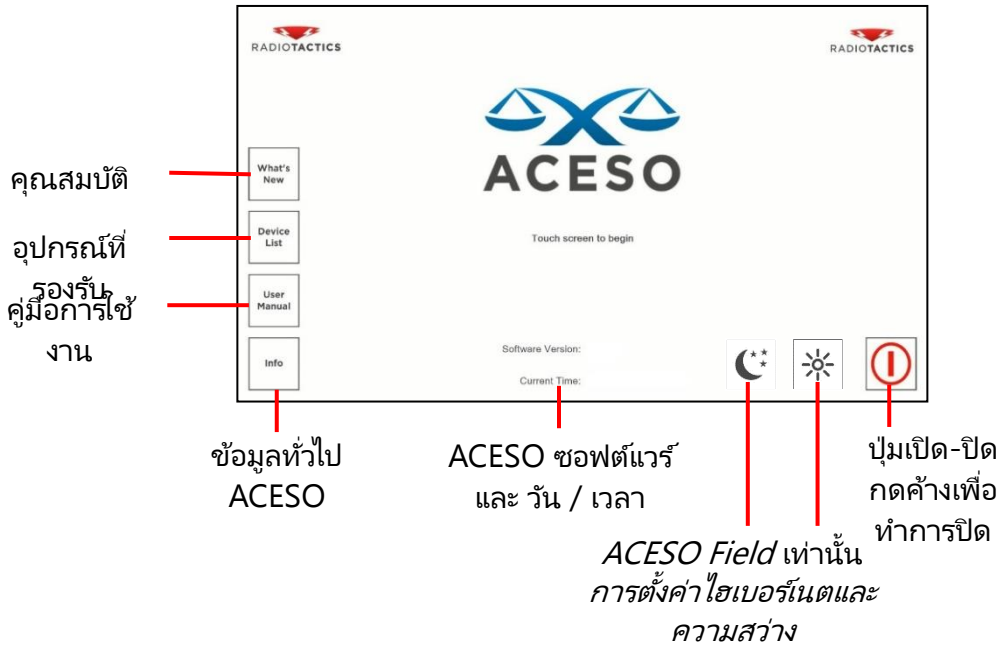 RADIOTACTICS
RADIOTACTICS
ACESO
What's
New
คุณสมบัติ
Device
List
Touch screen to begin
อุปกรณ์ที่
รองรับ
User
Manual
คู่มือการใช้
งาน
Info
Software Version:
Current Time:
ข้อมูลทั่วไป
ACESO
ACESO ซอฟต์แวร์
และ วัน / เวลา
ปุ่มเปิด-ปิด
กดค้างเพื่อ
ทำการปิด
ACESO Field เท่านั้น
การตั้งค่าไฮเบอร์เนตและ
ความสว่าง